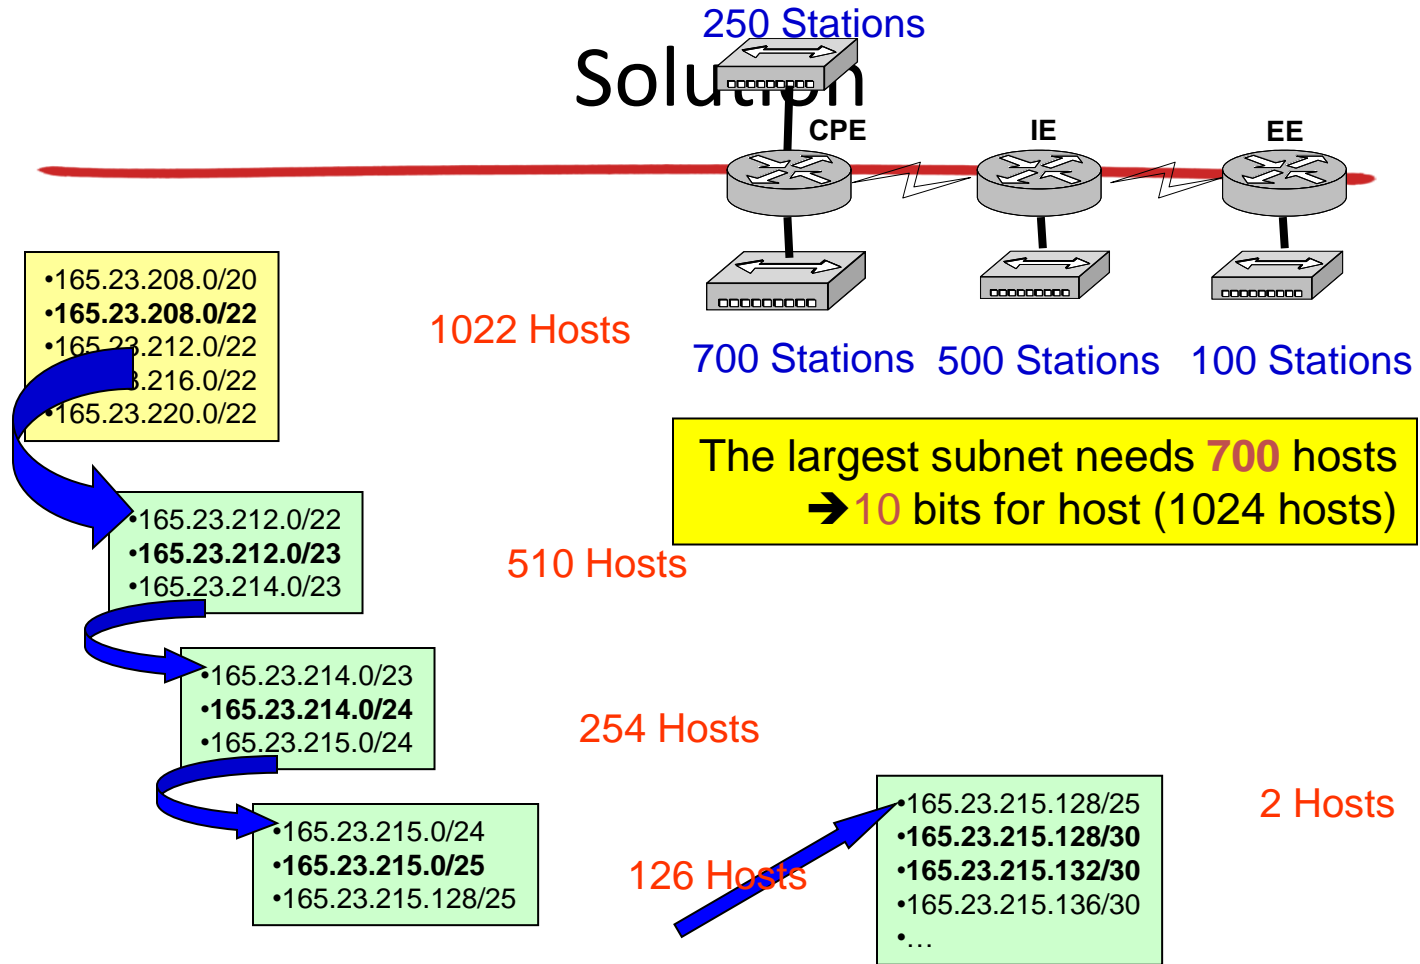 250 Stations
Solution
CPE
IE
EE
•165.23.208.0/20
•165.23.208.0/22
•165.23.212.0/22
3.216.0/22
•165.23.220.0/22
1022 Hosts
700 Stations
500 Stations
100 Stations
The largest subnet needs 700 hosts
➔10 bits for host (1024 hosts)
•165.23.212.0/22
•165.23.212.0/23
•165.23.214.0/23
510 Hosts
•165.23.214.0/23
•165.23.214.0/24
•165.23.215.0/24
254 Hosts
•165.23.215.0/24
•165.23.215.0/25
•165.23.215.128/25
126 Hosts
•165.23.215.128/25
•165.23.215.128/30
•165.23.215.132/30
•165.23.215.136/30
•…
2 Hosts